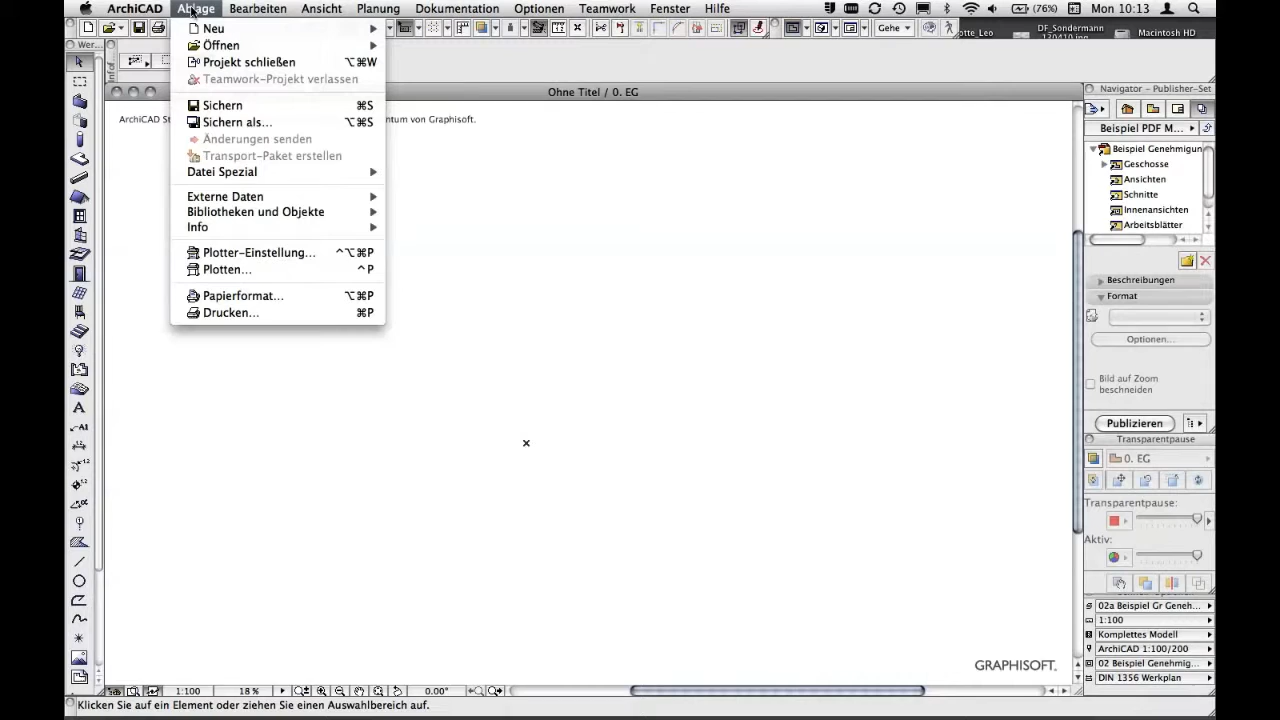 ArchiCAD Ablage Bearbeiten Ansicht Planung Dokumentation Optionen Teamwork Fenster Hilfe (76%) Mon 10:13
Gehe otte_Leo DF_Sondermann Macintosh HD
Wer...
Ohne Titel / 0. EG
ArchiCAD St
ntum von Graphisoft.
Neu
Öffnen
Projekt schließen ⌥⌘W
Teamwork-Projekt verlassen
Sichern ⌘S
Sichern als... ⌥⌘S
Änderungen senden
Transport-Paket erstellen
Datei Spezial
Externe Daten
Bibliotheken und Objekte
Info
Plotter-Einstellung... ^⌥⌘P
Plotten... ^P
Papierformat... ⌥⌘P
Drucken... ⌘P
Navigator - Publisher-Set
Beispiel PDF M...
Beispiel Genehmigun
Geschosse
Ansichten
Schnitte
Innenansichten
Arbeitsblätter
Beschreibungen
Format
Optionen...
Bild auf Zoom
beschneiden
Publizieren
Transparentpause
0. EG
Transparentpause:
Aktiv:
02a Beispiel Gr Geneh...
1:100
Komplettes Modell
ArchiCAD 1:100/200
02 Beispiel Genehmig...
DIN 1356 Werkplan
GRAPHISOFT.
1:100 18 % 0.00°
Klicken Sie auf ein Element oder ziehen Sie einen Auswahlbereich auf.